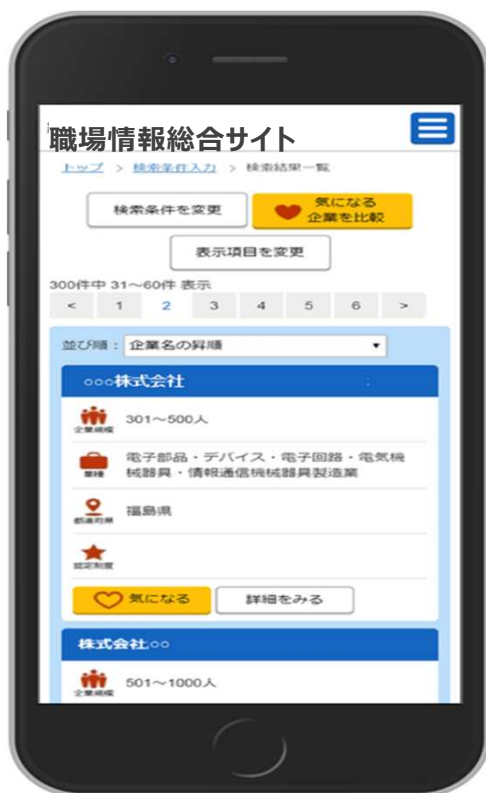 職場情報総合サイト
トップ > 検索条件入力 > 検索結果一覧
検索条件を変更
気になる
企業を比較
表示項目を変更
300件中 31～60件 表示
< 1 2 3 4 5 6 >
並び順： 企業名の昇順
○○○株式会社
企業規模 301～500人
電子部品・デバイス・電子回路・電気機
業種 械器具・情報通信機械器具製造業
都道府県 福島県
認定制度
気になる 詳細をみる
株式会社○○
企業規模 501～1000人